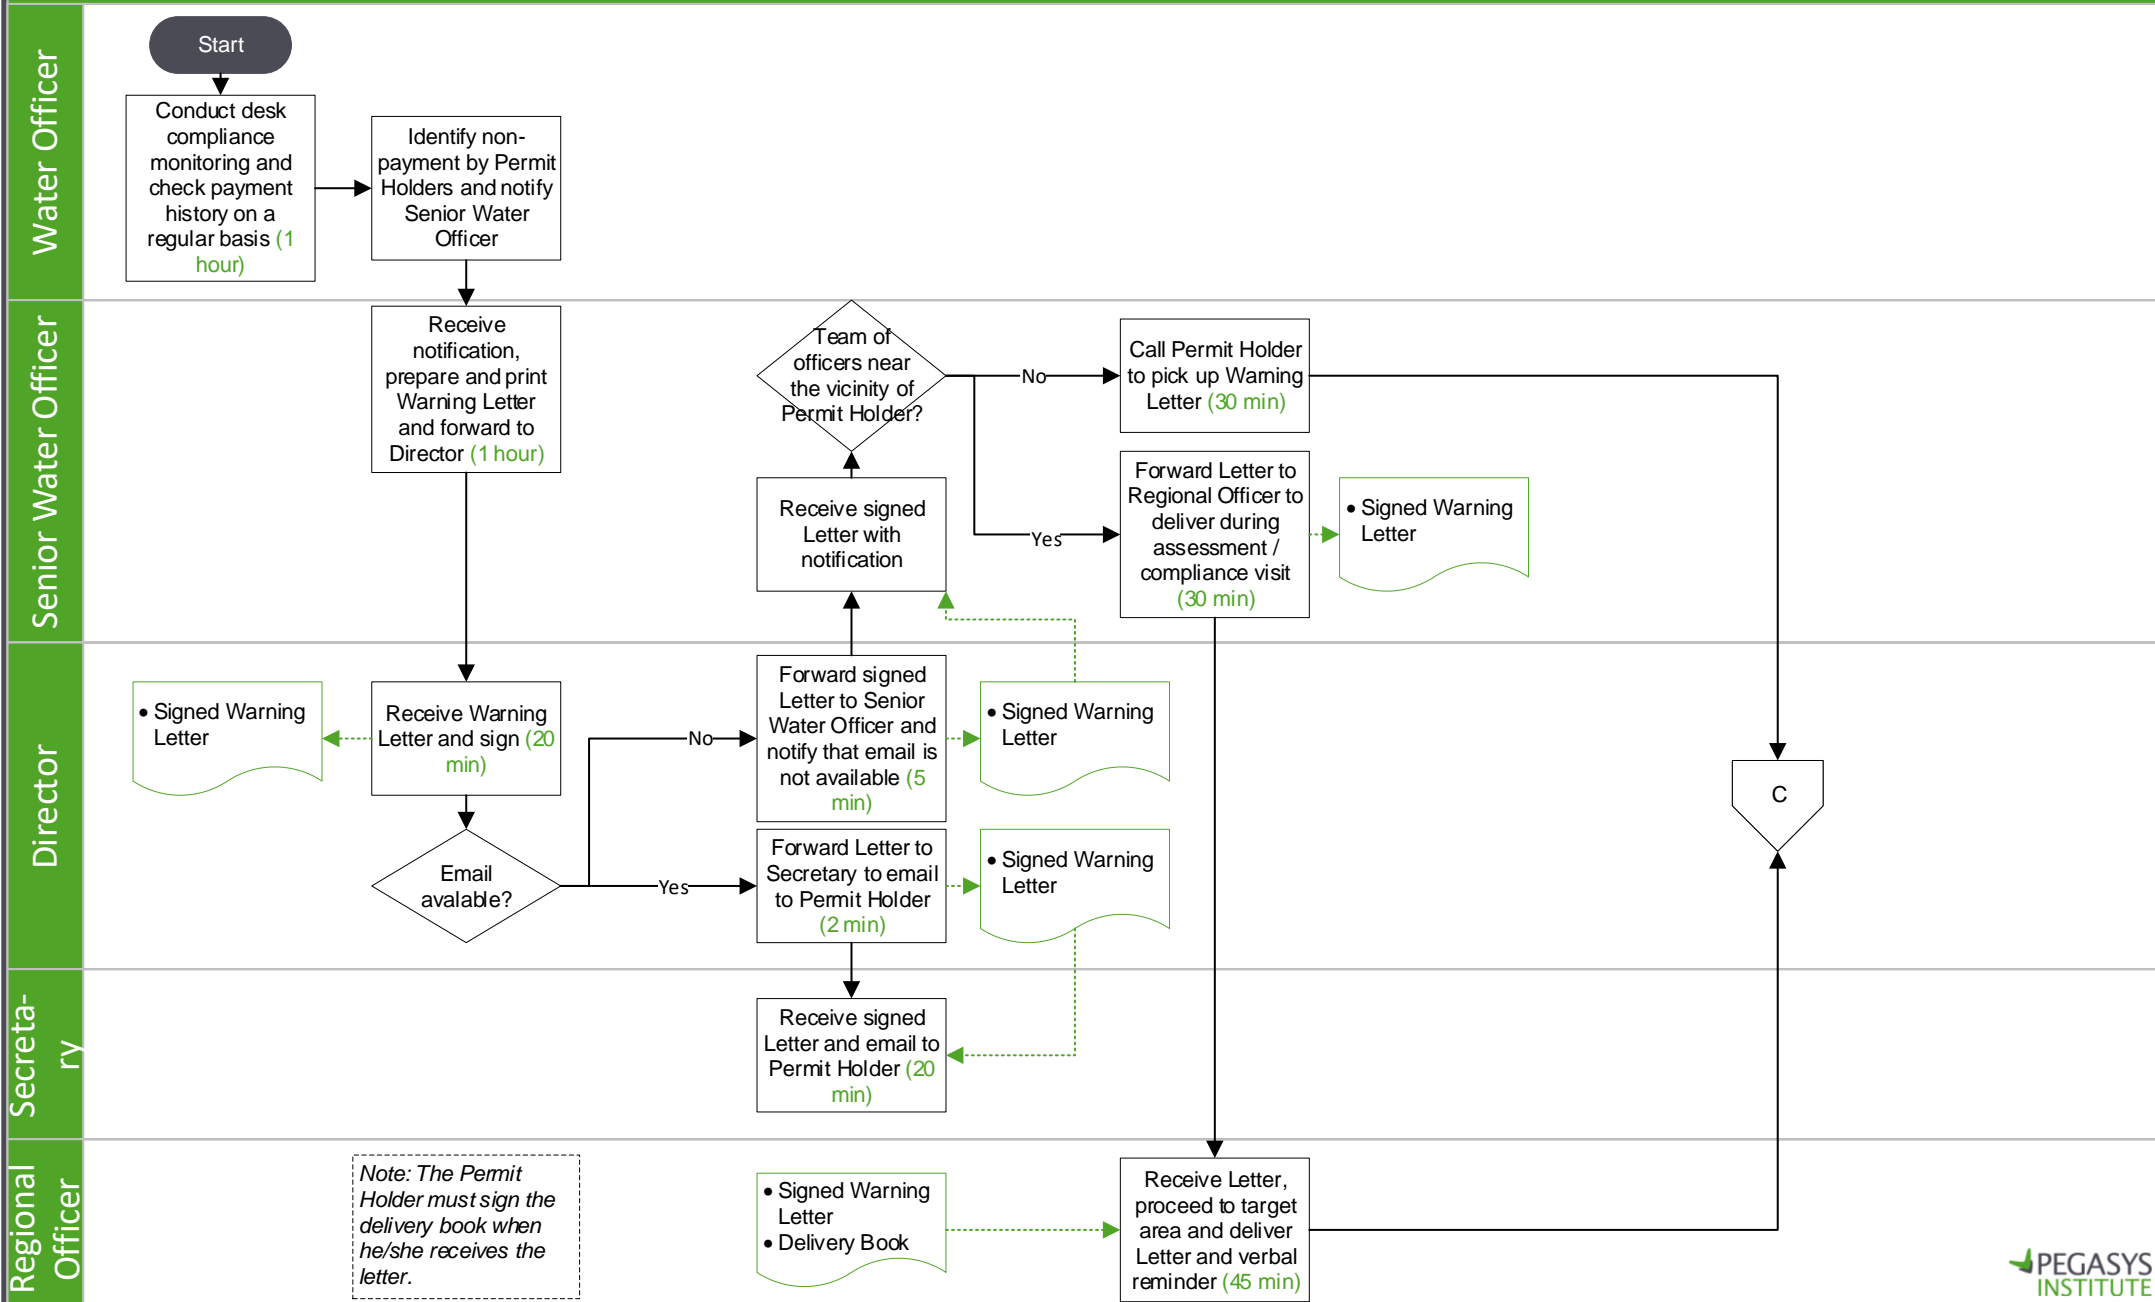 Water Officer
Start
Conduct desk
compliance
monitoring and
check payment
history on a
regular basis (1
hour)
Identify non-
payment by Permit
Holders and notify
Senior Water
Officer
Senior Water Officer
Receive
notification,
prepare and print
Warning Letter
and forward to
Director (1 hour)
Team of
officers near
the vicinity of
Permit Holder?
No
Call Permit Holder
to pick up Warning
Letter (30 min)
Yes
Forward Letter to
Regional Officer to
deliver during
assessment /
compliance visit
(30 min)
• Signed Warning
Letter
Receive signed
Letter with
notification
Director
• Signed Warning
Letter
Receive Warning
Letter and sign (20
min)
No
Forward signed
Letter to Senior
Water Officer and
notify that email is
not available (5
min)
• Signed Warning
Letter
C
Email
avalable?
Yes
Forward Letter to
Secretary to email
to Permit Holder
(2 min)
• Signed Warning
Letter
Secreta-
ry
Receive signed
Letter and email to
Permit Holder (20
min)
Regional
Officer
Note: The Permit
Holder must sign the
delivery book when
he/she receives the
letter.
• Signed Warning
Letter
• Delivery Book
Receive Letter,
proceed to target
area and deliver
Letter and verbal
reminder (45 min)
PEGASYS
INSTITUTE